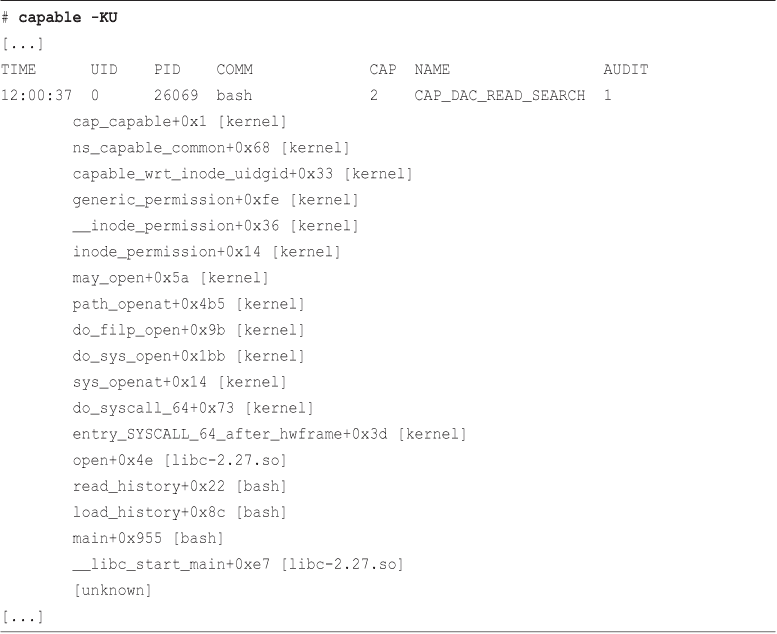 # capable -KU
[...]
TIME UID PID COMM CAP NAME AUDIT
12:00:37 0 26069 bash 2 CAP_DAC_READ_SEARCH 1
cap_capable+0x1 [kernel]
ns_capable_common+0x68 [kernel]
capable_wrt_inode_uidgid+0x33 [kernel]
generic_permission+0xfe [kernel]
__inode_permission+0x36 [kernel]
inode_permission+0x14 [kernel]
may_open+0x5a [kernel]
path_openat+0x4b5 [kernel]
do_filp_open+0x9b [kernel]
do_sys_open+0x1bb [kernel]
sys_openat+0x14 [kernel]
do_syscall_64+0x73 [kernel]
entry_SYSCALL_64_after_hwframe+0x3d [kernel]
open+0x4e [libc-2.27.so]
read_history+0x22 [bash]
load_history+0x8c [bash]
main+0x955 [bash]
__libc_start_main+0xe7 [libc-2.27.so]
[unknown]
[...]